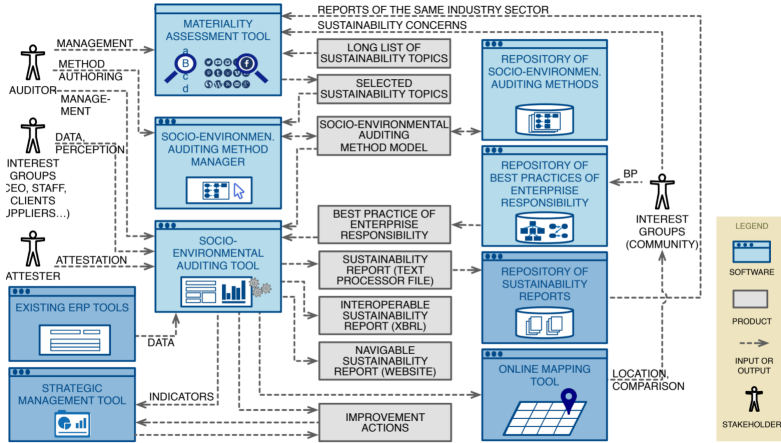 REPORTS OF THE SAME INDUSTRY SECTOR
SUSTAINABILITY CONCERNS
MATERIALITY
ASSESSMENT TOOL
a
B
c
d
MANAGEMENT
METHOD
AUTHORING
AUDITOR
MANAGE-
MENT
LONG LIST OF
SUSTAINABILITY TOPICS
SELECTED
SUSTAINABILITY TOPICS
REPOSITORY OF
SOCIO-ENVIRONMEN.
AUDITING METHODS
SOCIO-ENVIRONMEN.
AUDITING METHOD
MANAGER
SOCIO-ENVIRONMENTAL
AUDITING
METHOD MODEL
DATA,
PERCEPTION
INTEREST
GROUPS
CEO, STAFF,
CLIENTS
UPPLIERS...)
REPOSITORY OF
BEST PRACTICES OF
ENTERPRISE
RESPONSIBILITY
BP
INTEREST
GROUPS
(COMMUNITY)
BEST PRACTICE OF
ENTERPRISE
RESPONSIBILITY
SOCIO-
ENVIRONMENTAL
AUDITING TOOL
ATTESTATION
ATTESTER
SUSTAINABILITY
REPORT (TEXT
PROCESSOR FILE)
REPOSITORY OF
SUSTAINABILITY
REPORTS
EXISTING ERP TOOLS
DATA
INTEROPERABLE
SUSTAINABILITY
REPORT (XBRL)
NAVIGABLE
SUSTAINABILITY
REPORT (WEBSITE)
ONLINE MAPPING
TOOL
LOCATION,
COMPARISON
STRATEGIC
MANAGEMENT TOOL
INDICATORS
IMPROVEMENT
ACTIONS
LEGEND
SOFTWARE
PRODUCT
INPUT OR
OUTPUT
STAKEHOLDER